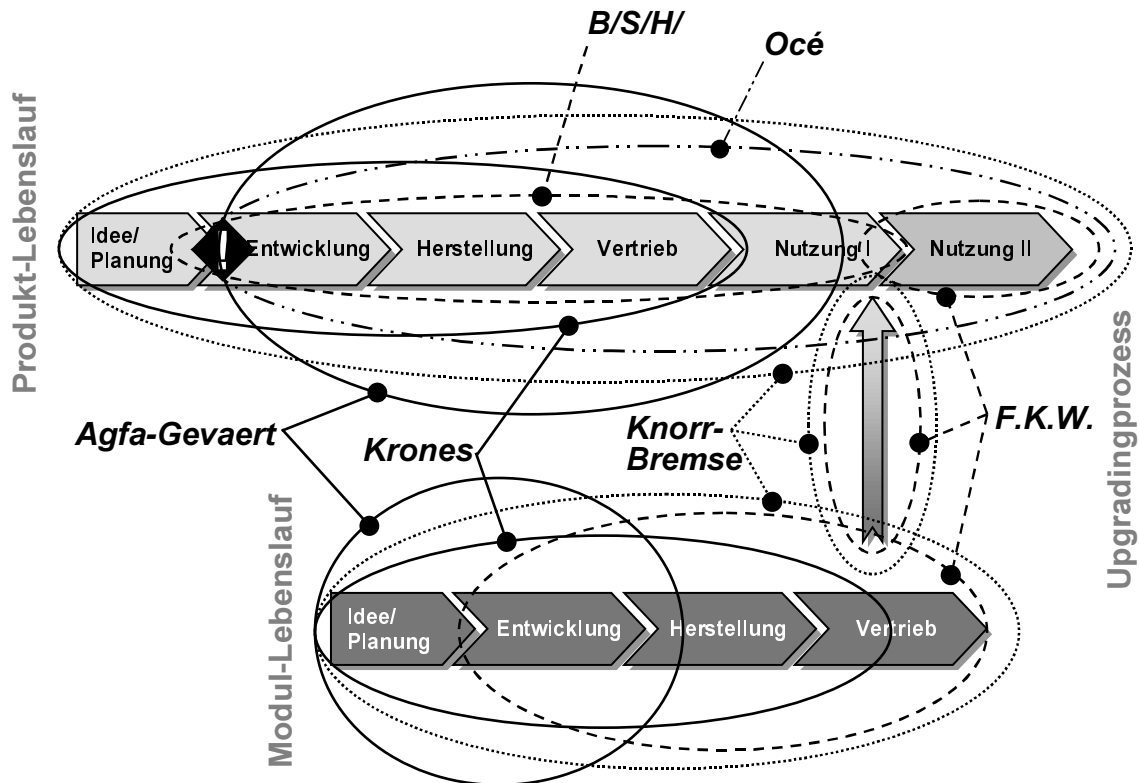 B/S/H/
Océ
Produkt-Lebenslauf
Idee/
Planung
!
Entwicklung
Herstellung
Vertrieb
Nutzung I
Nutzung II
Agfa-Gevaert
Krones
Knorr-
Bremse
F.K.W.
Upgradingprozess
Modul-Lebenslauf
Idee/
Planung
Entwicklung
Herstellung
Vertrieb